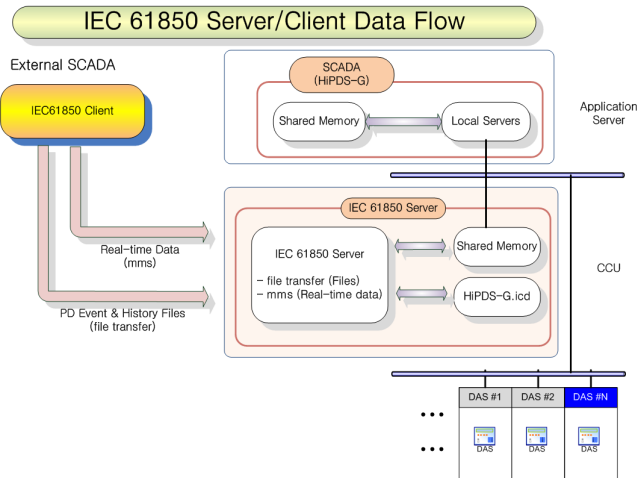 IEC 61850 Server/Client Data Flow
External SCADA
IEC61850 Client
SCADA
(HiPDS-G)
Shared Memory
Local Servers
Application
Server
IEC 61850 Server
IEC 61850 Server
- file transfer (Files)
- mms (Real-time data)
Shared Memory
HiPDS-G.icd
CCU
Real-time Data
(mms)
PD Event & History Files
(file transfer)
DAS #1
DAS #2
DAS #N
DAS
DAS
DAS